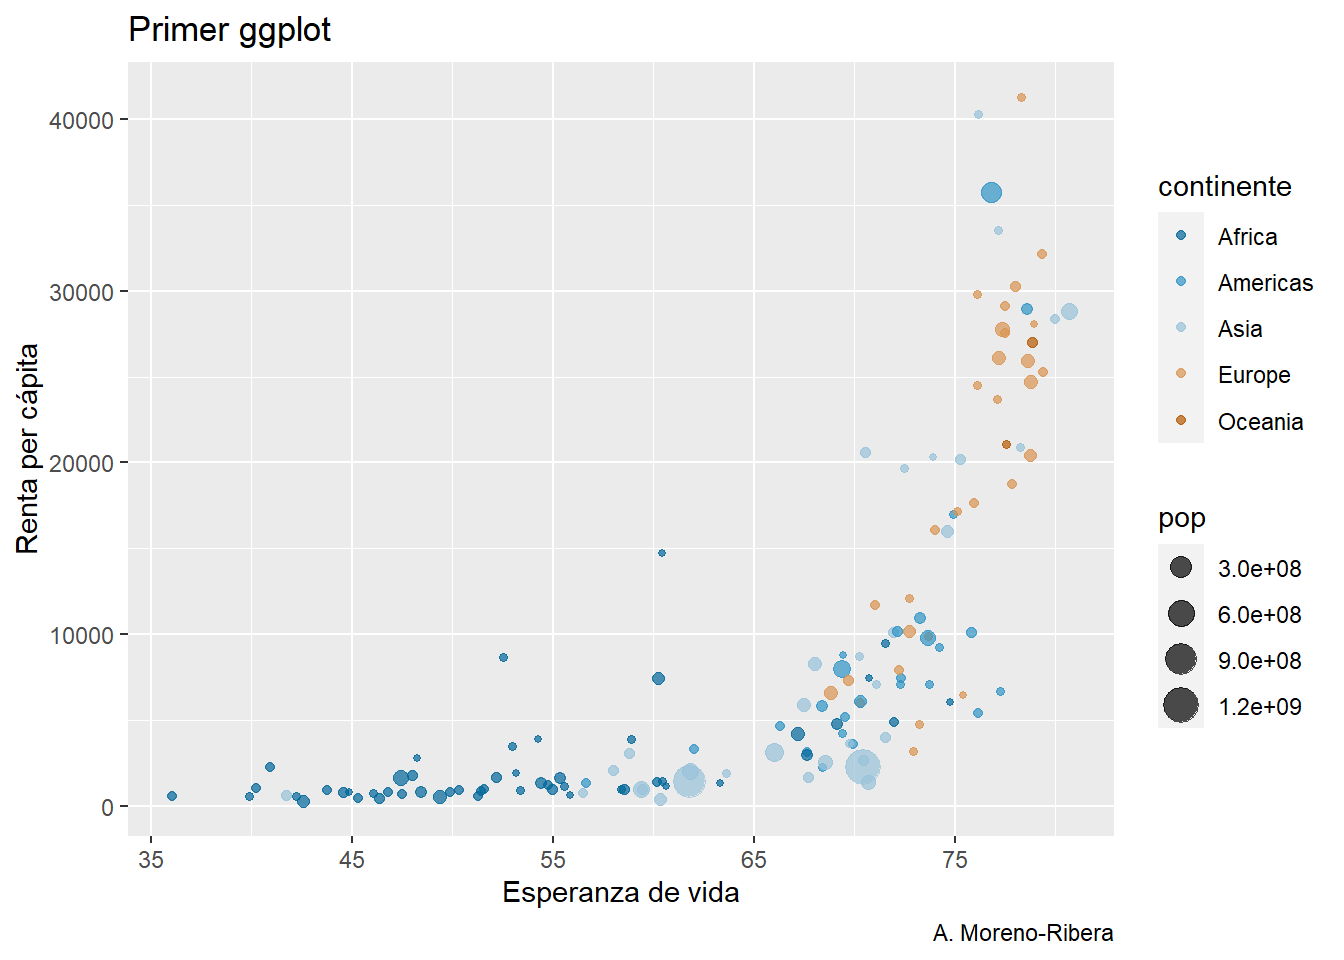 Primer ggplot
Renta per cápita
40000
30000
20000
10000
0
35 45 55 65 75
Esperanza de vida
A. Moreno-Ribera
continente
Africa
Americas
Asia
Europe
Oceania
pop
3.0e+08
6.0e+08
9.0e+08
1.2e+09